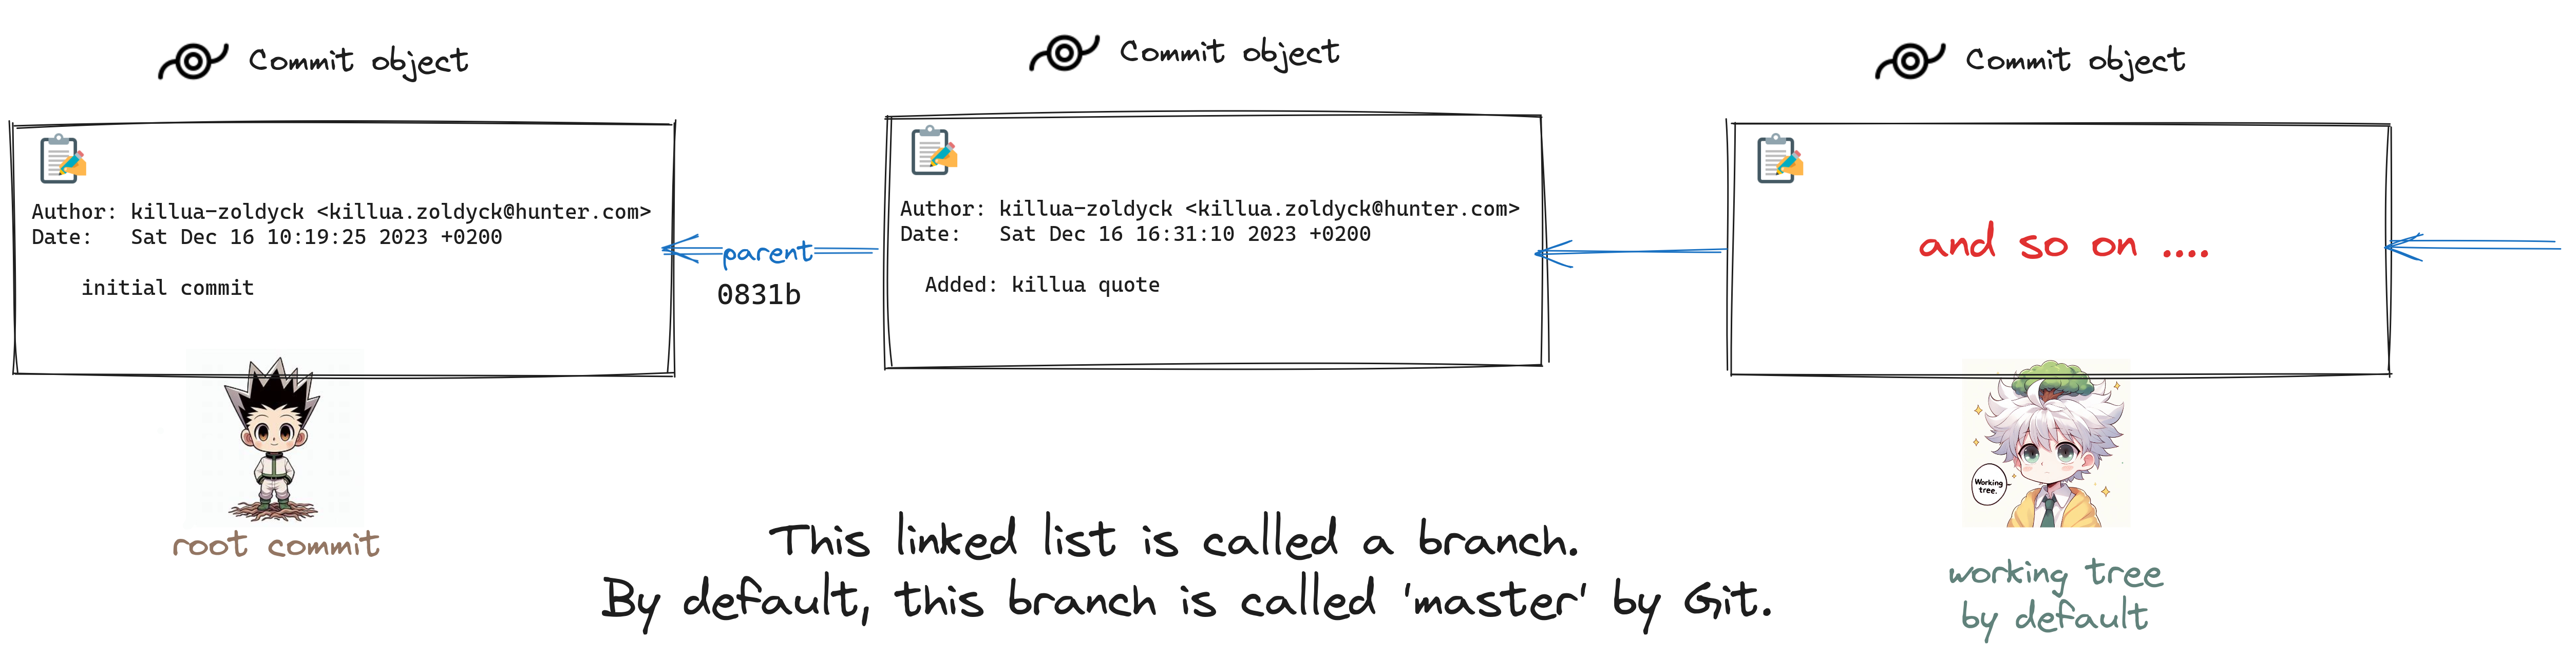 Commit object
Author: killua-zoldyck <killua.zoldyck@hunter.com>
Date:   Sat Dec 16 10:19:25 2023 +0200
initial commit
root commit
parent
0831b
Commit object
Author: killua-zoldyck <killua.zoldyck@hunter.com>
Date:   Sat Dec 16 16:31:10 2023 +0200
Added: killua quote
Commit object
and so on ....
Working
tree.
working tree
by default
This linked list is called a branch.
By default, this branch is called 'master' by Git.